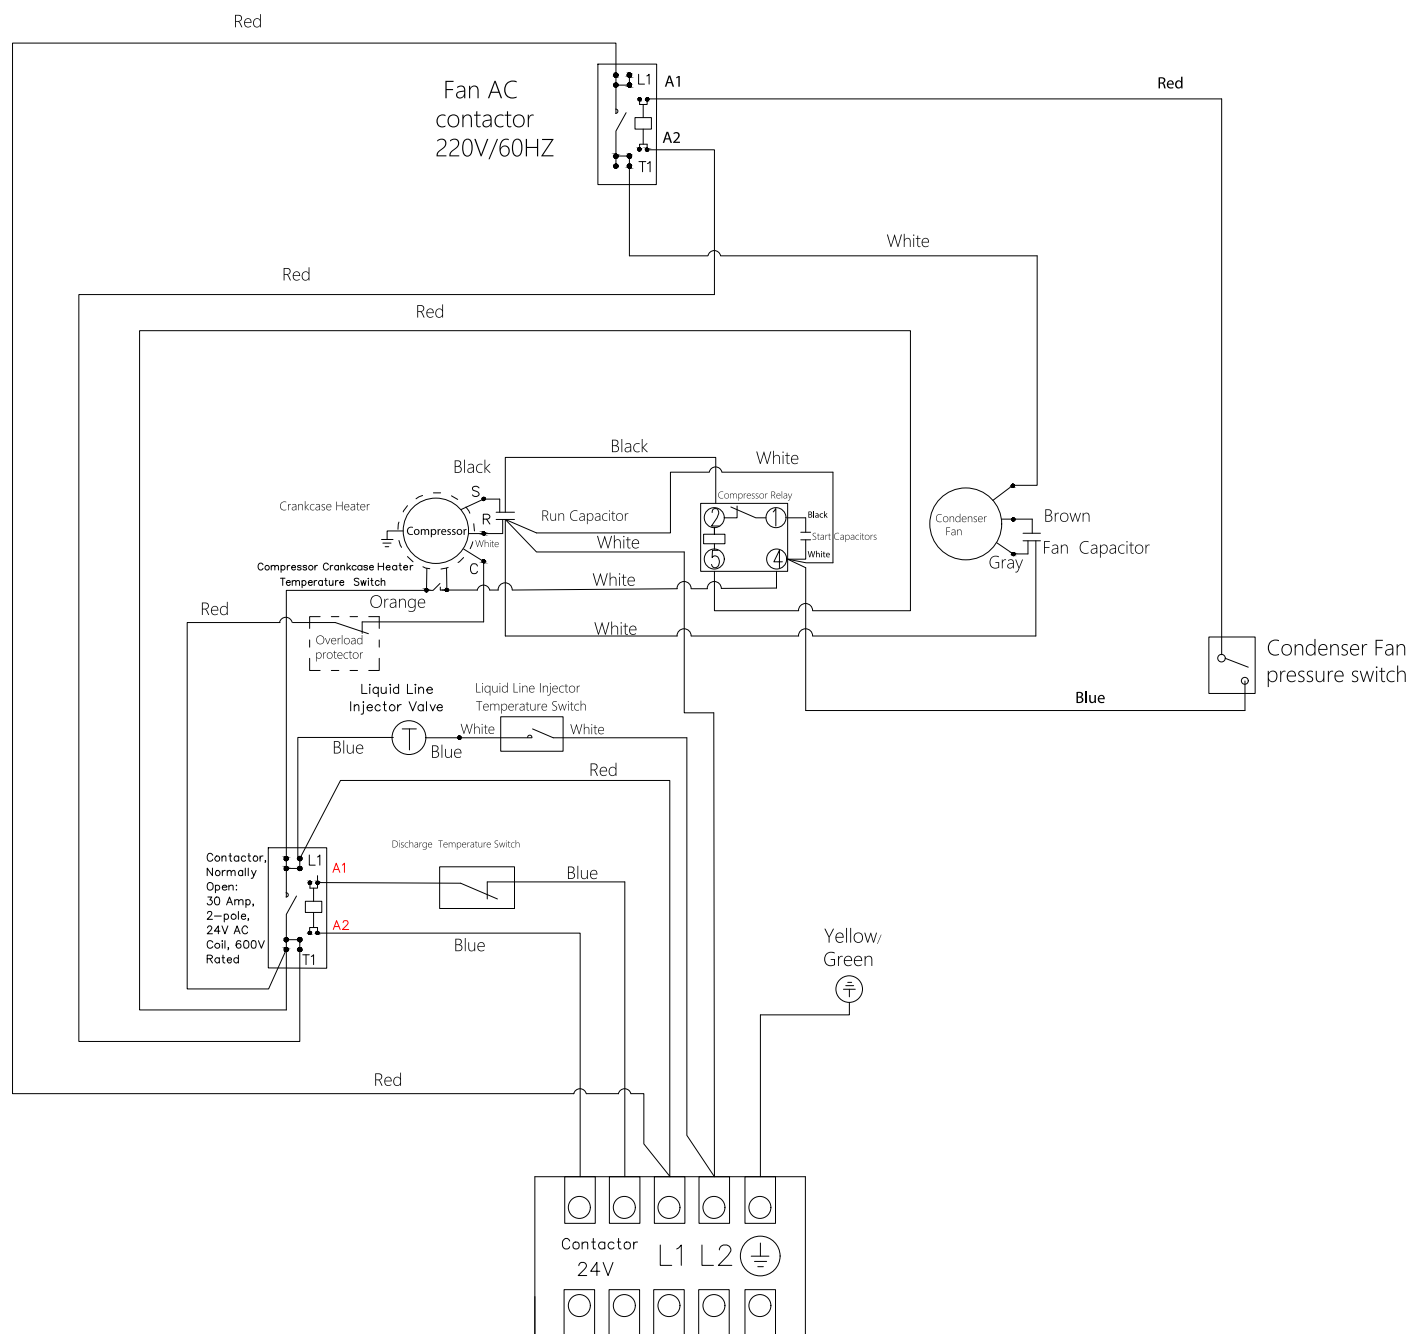 Red
Fan AC
contactor
220V/60HZ
L1
A1
A2
T1
Red
White
Red
Red
Black
White
Black
Crankcase Heater
S
R
White
C
Compressor
Run Capacitor
White
Compressor Relay
2
1
5
4
Black
Start Capacitors
White
Condenser
Fan
Brown
Fan Capacitor
Gray
Compressor Crankcase Heater
Temperature Switch
White
Orange
Red
Overload
protector
White
Condenser Fan
pressure switch
Blue
Liquid Line
Injector Valve
Liquid Line Injector
Temperature Switch
T
Blue
Blue
White
White
Red
Contactor,
Normally
Open:
30 Amp,
2-pole,
24V AC
Coil, 600V
Rated
L1
A1
A2
T1
Discharge Temperature Switch
Blue
Blue
Yellow/
Green
Red
Contactor
24V
L1
L2